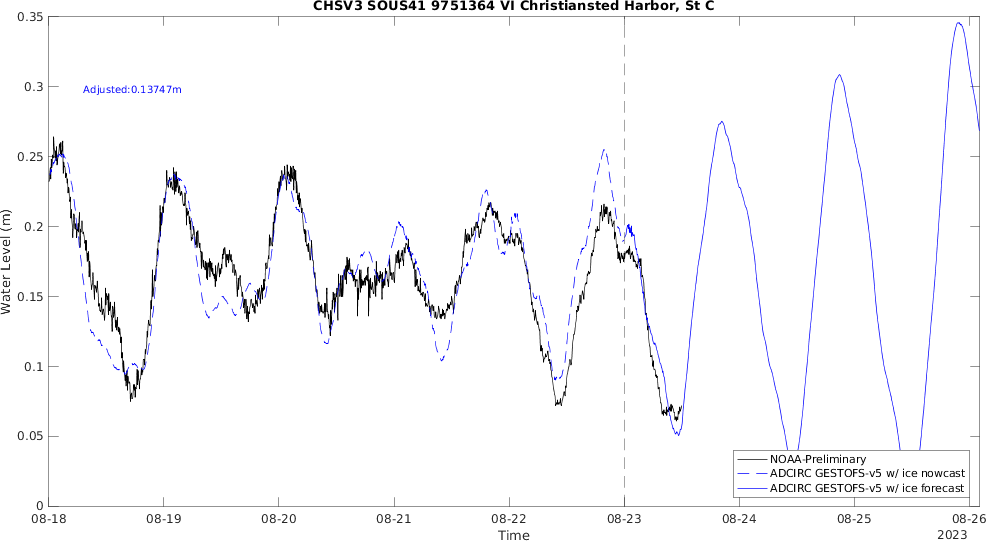 CHSV3 SOUS41 9751364 VI Christiansted Harbor, St C
0.35
0.3
0.25
0.2
0.15
0.1
0.05
0
Water Level (m)
Adjusted:0.13747m
NOAA-Preliminary
ADCIRC GESTOFS-v5 w/ ice nowcast
ADCIRC GESTOFS-v5 w/ ice forecast
08-18 08-19 08-20 08-21 08-22 08-23 08-24 08-25 08-26
Time
2023